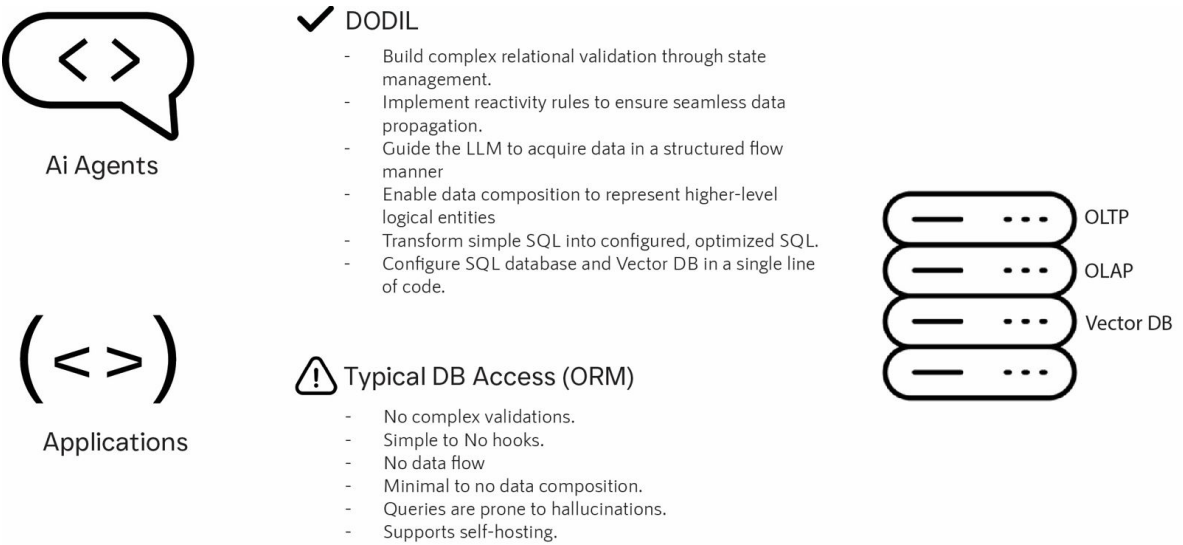 < >
Ai Agents
(< >)
Applications
DODIL
- Build complex relational validation through state
management.
- Implement reactivity rules to ensure seamless data
propagation.
- Guide the LLM to acquire data in a structured flow
manner
- Enable data composition to represent higher-level
logical entities
- Transform simple SQL into configured, optimized SQL.
- Configure SQL database and Vector DB in a single line
of code.
Typical DB Access (ORM)
- No complex validations.
- Simple to No hooks.
- No data flow
- Minimal to no data composition.
- Queries are prone to hallucinations.
- Supports self-hosting.
OLTP
OLAP
Vector DB